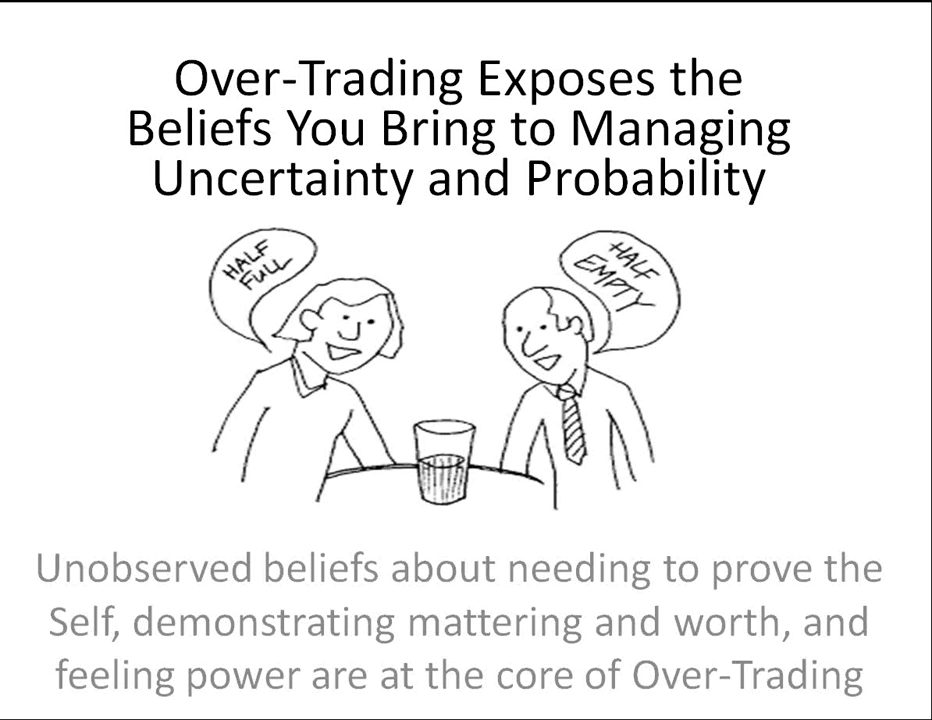 Over-Trading Exposes the
Beliefs You Bring to Managing
Uncertainty and Probability
HALF
FULL
HALF
EMPTY
Unobserved beliefs about needing to prove the
Self, demonstrating mattering and worth, and
feeling power are at the core of Over-Trading